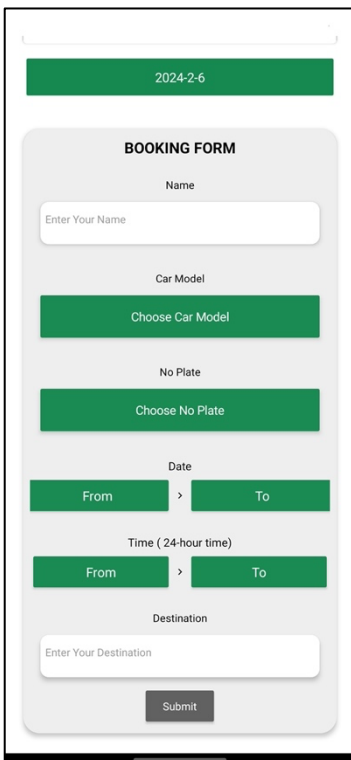 2024-2-6
BOOKING FORM
Name
Enter Your Name
Car Model
Choose Car Model
No Plate
Choose No Plate
Date
From > To
Time ( 24-hour time)
From > To
Destination
Enter Your Destination
Submit